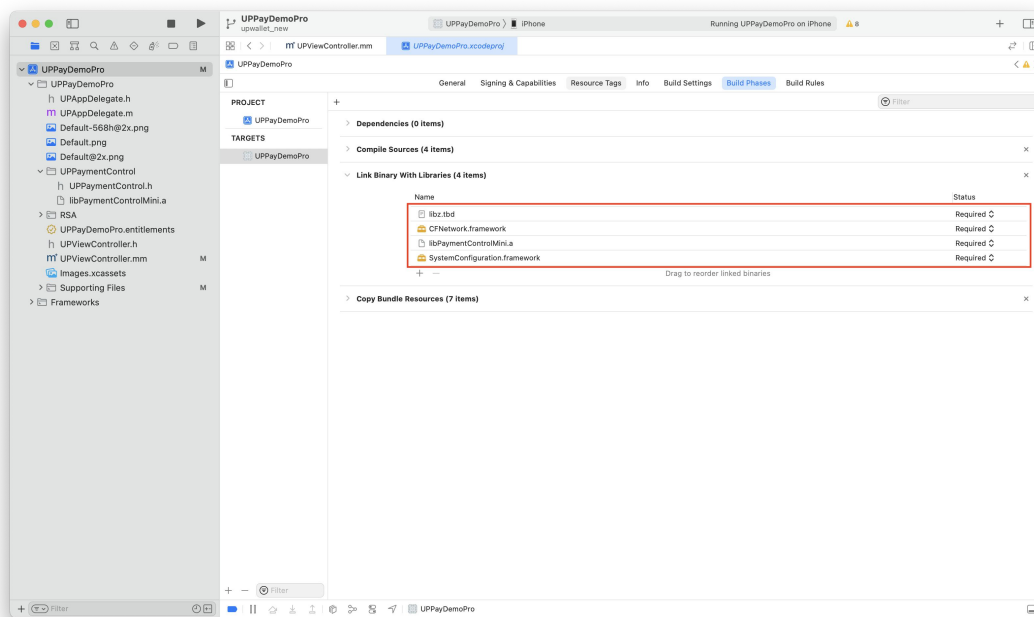 UPPayDemoPro
upwallet_new
UPPayDemoPro 〉 iPhone
Running UPPayDemoPro on iPhone
8
UPViewController.mm
UPPayDemoPro.xcodeproj
UPPayDemoPro M
UPPayDemoPro
UPAppDelegate.h
UPAppDelegate.m
Default-568h@2x.png
Default.png
Default@2x.png
UPPaymentControl
UPPaymentControl.h
libPaymentControlMini.a
RSA
UPPayDemoPro.entitlements
UPViewController.h
UPViewController.mm M
Images.xcassets
Supporting Files M
Frameworks
Filter
UPPayDemoPro
General Signing & Capabilities Resource Tags Info Build Settings Build Phases Build Rules
PROJECT
UPPayDemoPro
TARGETS
UPPayDemoPro
Filter
Filter
Dependencies (0 items)
Compile Sources (4 items)
Link Binary With Libraries (4 items)
Name Status
libz.tbd Required
CFNetwork.framework Required
libPaymentControlMini.a Required
SystemConfiguration.framework Required
Drag to reorder linked binaries
Copy Bundle Resources (7 items)
UPPayDemoPro